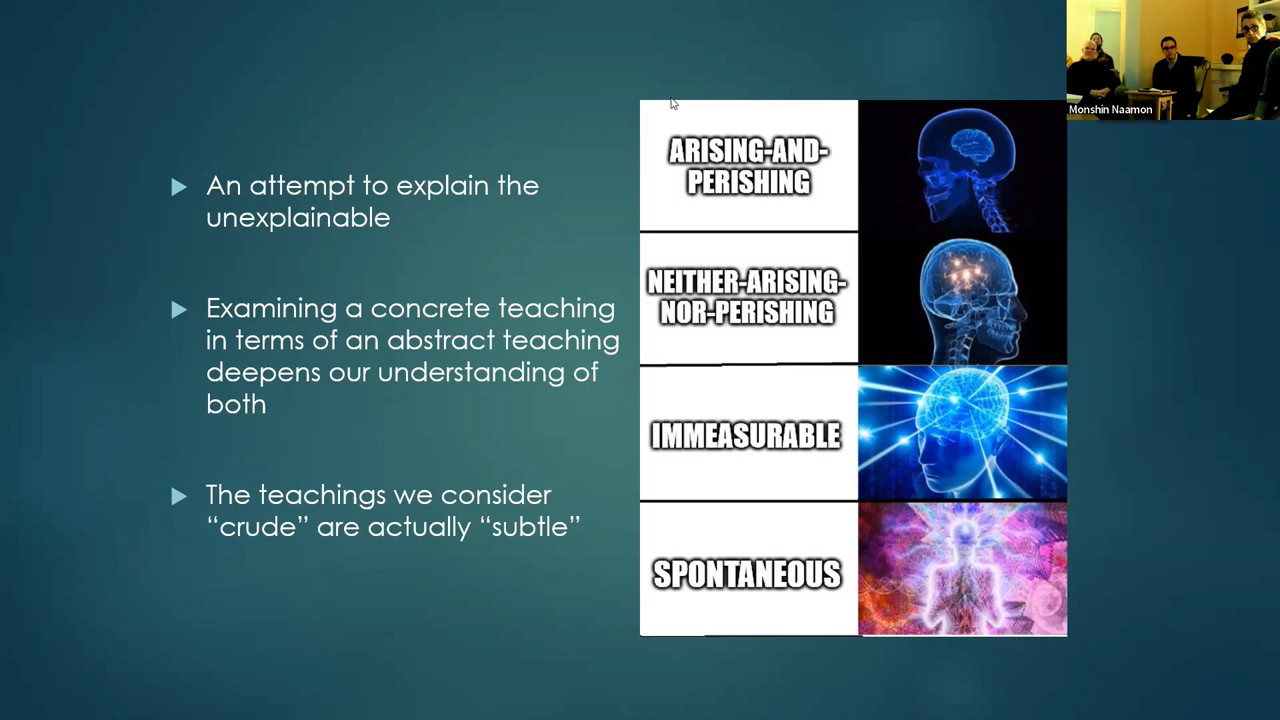 An attempt to explain the
unexplainable
Examining a concrete teaching
in terms of an abstract teaching
deepens our understanding of
both
The teachings we consider
“crude” are actually “subtle”
ARISING-AND-
PERISHING
NEITHER-ARISING-
NOR-PERISHING
IMMEASURABLE
SPONTANEOUS
Monshin Naamon